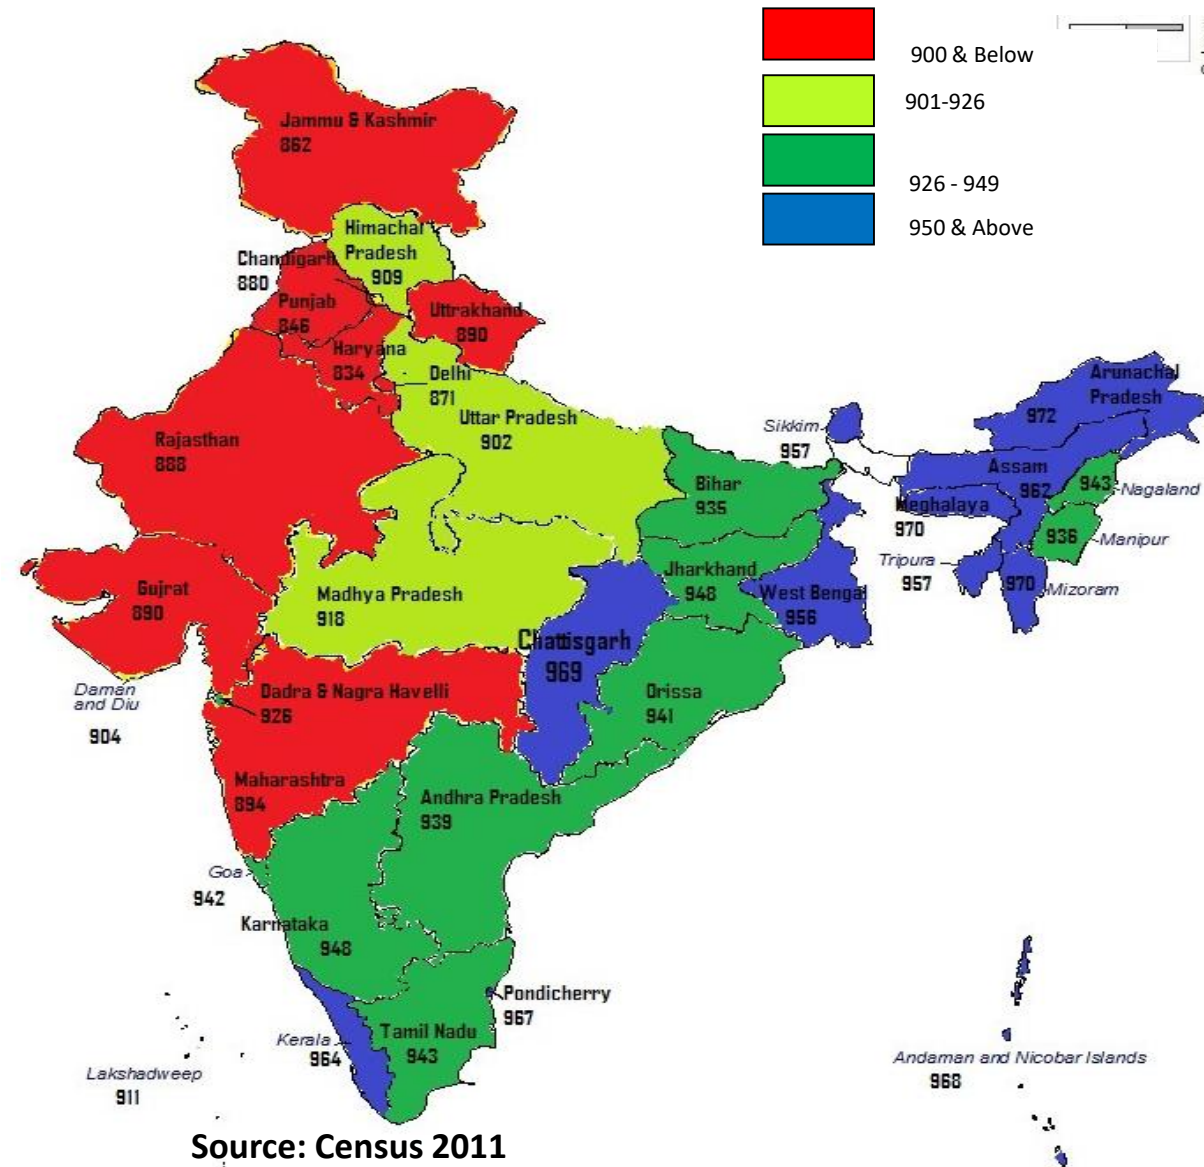 900 & Below
901-926
926 - 949
950 & Above
Jammu & Kashmir
862
Himachal
Pradesh
909
Chandigarh
880
Punjab
846
Uttrakhand
890
Haryana
834
Delhi
871
Uttar Pradesh
902
Rajasthan
888
Arunachal
Pradesh
972
Sikkim
957
Assam
962
943
Nagaland
Bihar
935
Meghalaya
970
936
Manipur
Tripura
957
970
Mizoram
Jharkhand
948
West Bengal
956
Gujrat
890
Madhya Pradesh
918
Chattisgarh
969
Orissa
941
Daman
and Diu
904
Dadra & Nagra Havelli
926
Maharashtra
894
Andhra Pradesh
939
Goa
942
Karnataka
948
Pondicherry
967
Kerala
964
Tamil Nadu
943
Lakshadweep
911
Andaman and Nicobar Islands
968
Source: Census 2011